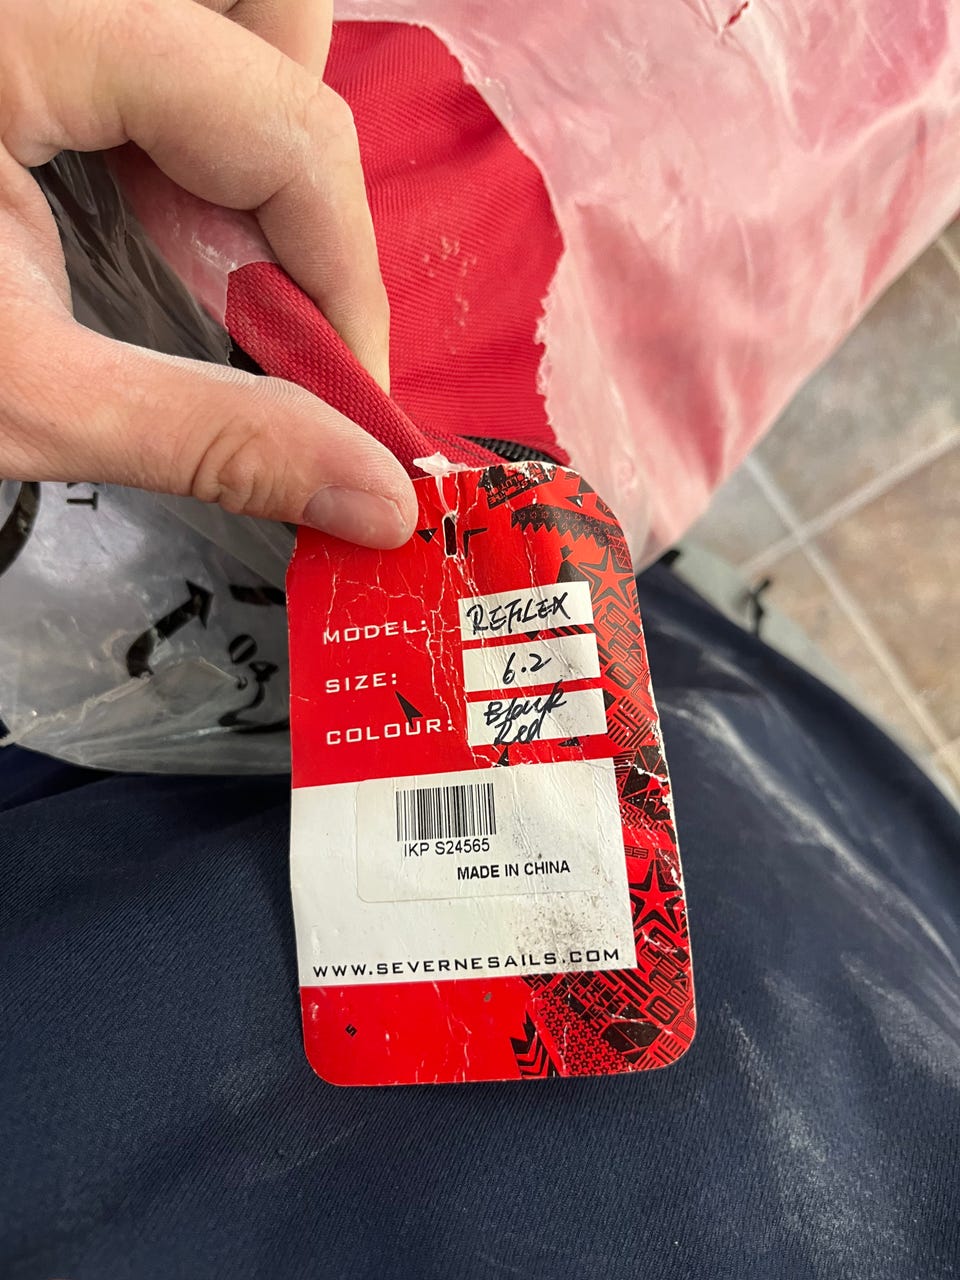 MODEL: REFLEX
SIZE: 6.2
COLOUR: Black
Red
IKP S24565
MADE IN CHINA
WWW.SEVERNESAILS.COM